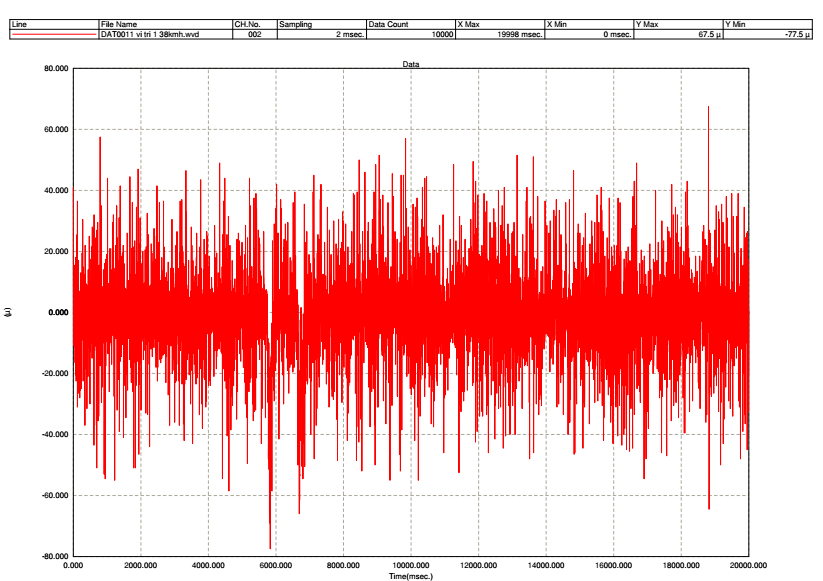 Line File Name CH.No. Sampling Data Count X Max X Min Y Max Y Min
DAT0011 vi tri 1 38kmh.wvd 002 2 msec. 10000 19998 msec. 0 msec. 67.5 µ -77.5 µ
Data
80.000
60.000
40.000
20.000
0.000
-20.000
-40.000
-60.000
-80.000
(µ)
0.000 2000.000 4000.000 6000.000 8000.000 10000.000 12000.000 14000.000 16000.000 18000.000 20000.000
Time(msec.)